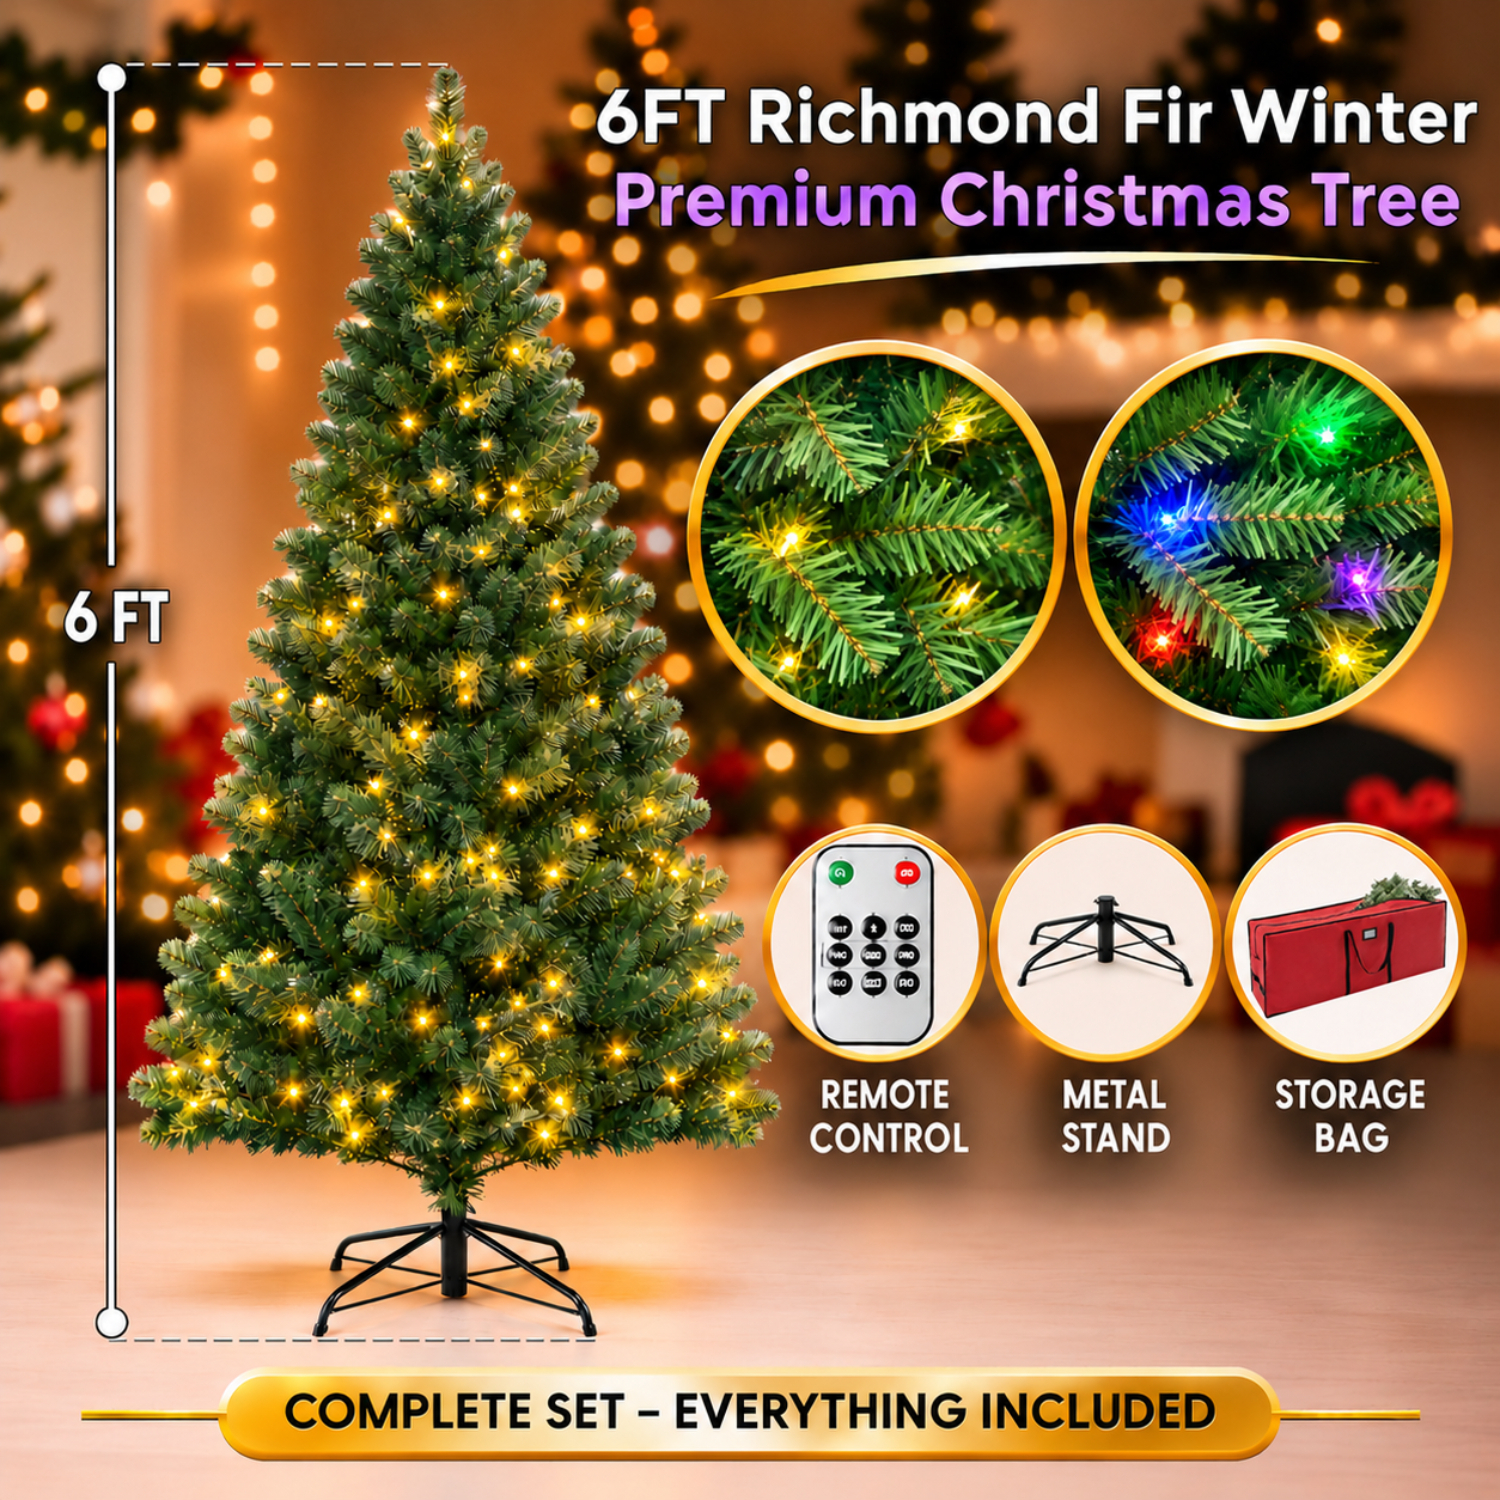 6FT Richmond Fir Winter
Premium Christmas Tree
6 FT
REMOTE
CONTROL
METAL
STAND
STORAGE
BAG
COMPLETE SET – EVERYTHING INCLUDED